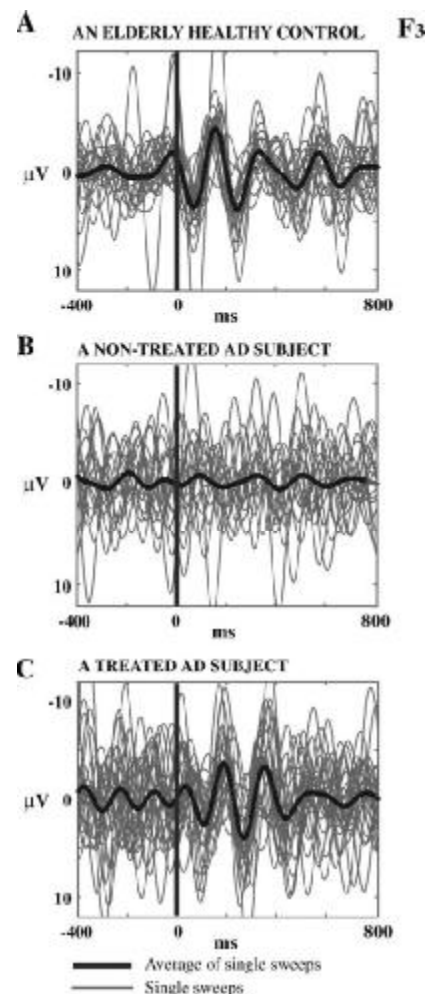 A AN ELDERLY HEALTHY CONTROL F3
-10
µV 0
10
-400 0 800
ms
B A NON-TREATED AD SUBJECT
-10
µV 0
10
-400 0 800
ms
C A TREATED AD SUBJECT
-10
µV 0
10
-400 0 800
ms
Average of single sweeps
Single sweeps